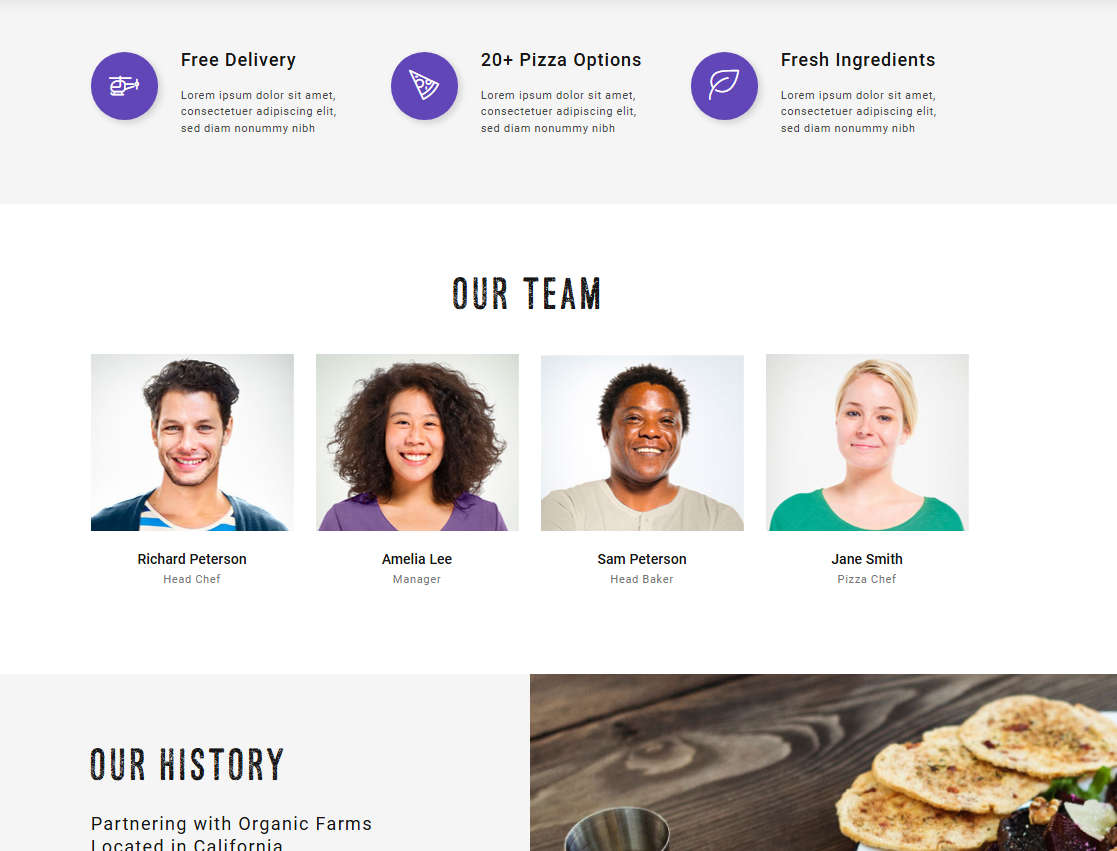 Free Delivery
Lorem ipsum dolor sit amet,
consectetuer adipiscing elit,
sed diam nonummy nibh
20+ Pizza Options
Lorem ipsum dolor sit amet,
consectetuer adipiscing elit,
sed diam nonummy nibh
Fresh Ingredients
Lorem ipsum dolor sit amet,
consectetuer adipiscing elit,
sed diam nonummy nibh
OUR TEAM
Richard Peterson
Head Chef
Amelia Lee
Manager
Sam Peterson
Head Baker
Jane Smith
Pizza Chef
OUR HISTORY
Partnering with Organic Farms
Located in California